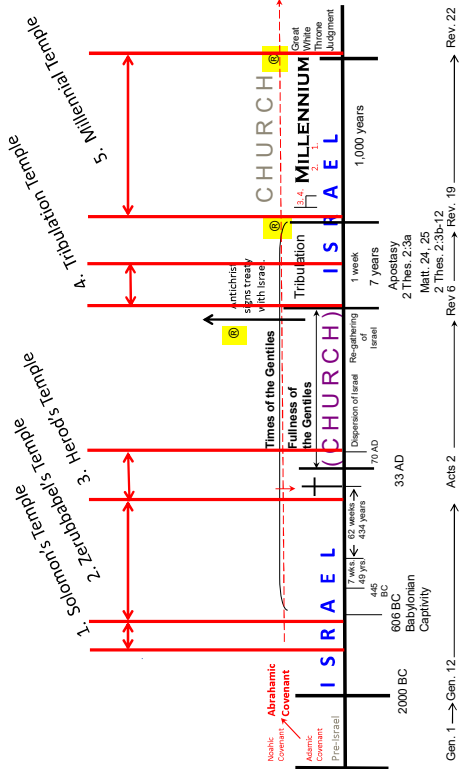 1. Solomon's Temple
2. Zerubbabel's Temple
3. Herod's Temple
4. Tribulation Temple
5. Millennial Temple
Noahic
Covenant
Abrahamic
Covenant
Adamic
Covenant
Pre-Israel
I S R A E L
Times of the Gentiles
Fullness of
the Gentiles
(CHURCH)
®
Antichrist
signs treaty
with Israel.
Tribulation
®
CHURCH
®
3. 4.
2.
1.
MILLENNIUM
I S R A E L
Great
White
Throne
Judgment
2000 BC
606 BC
Babylonian
Captivity
445
BC
7 wks.
49 yrs.
62 weeks
434 years
33 AD
70 AD
Dispersion of Israel
Re-gathering
of
Israel
1 week
7 years
Apostasy
2 Thes. 2:3a
Matt. 24, 25
2 Thes. 2:3b-12
1,000 years
Gen. 1
Gen. 12
Acts 2
Rev 6
Rev. 19
Rev. 22